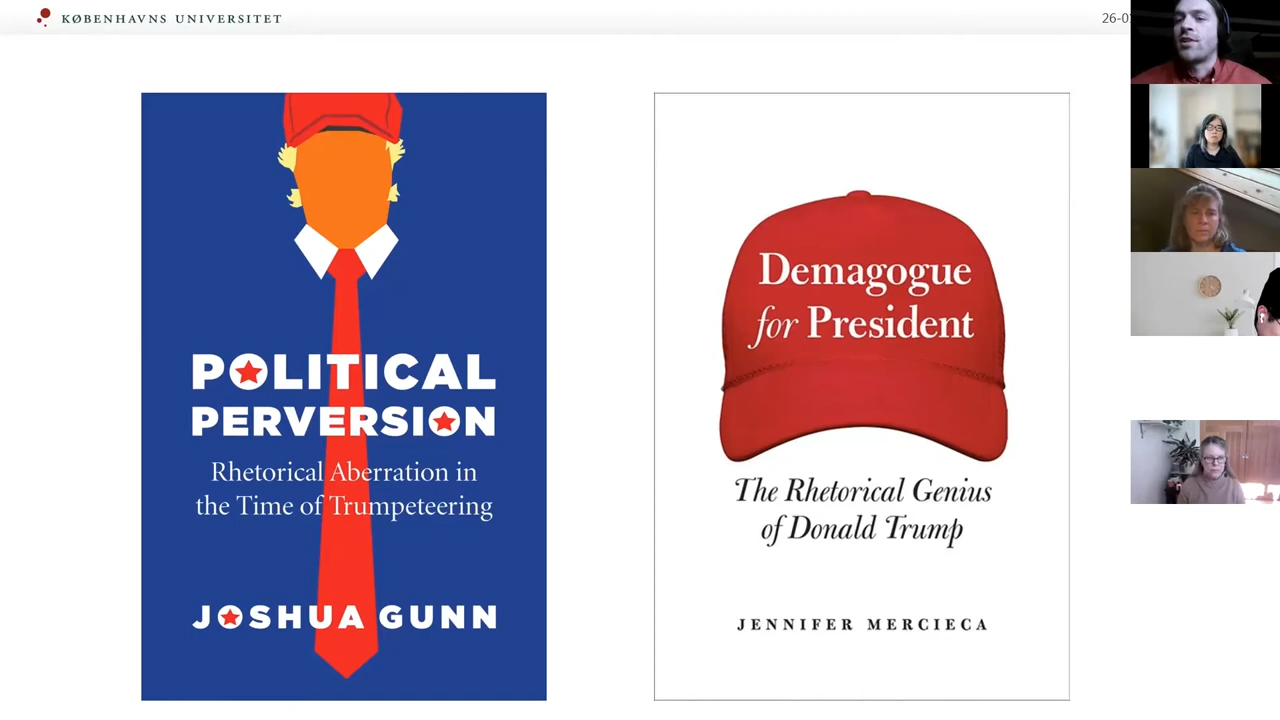 KØBENHAVNS UNIVERSITET
POLITICAL
PERVERSION
Rhetorical Aberration in
the Time of Trumpeteering
JOSHUA GUNN
Demagogue
for President
The Rhetorical Genius
of Donald Trump
JENNIFER MERCIECA